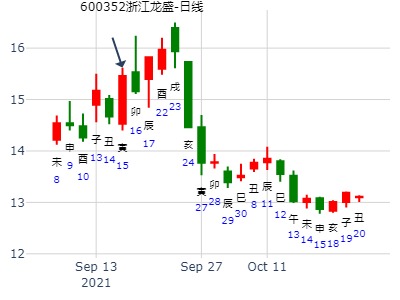 600352浙江龙盛-日线
16
15
14
13
12
未
8
申
9
酉
10
子
13
丑
14
寅
15
卯
16
辰
17
酉
22
戌
23
亥
24
寅
27
卯
28
辰
29
巳
30
丑
8
辰
11
巳
12
午
13
未
14
申
15
亥
18
子
19
丑
20
Sep 13
2021
Sep 27
Oct 11